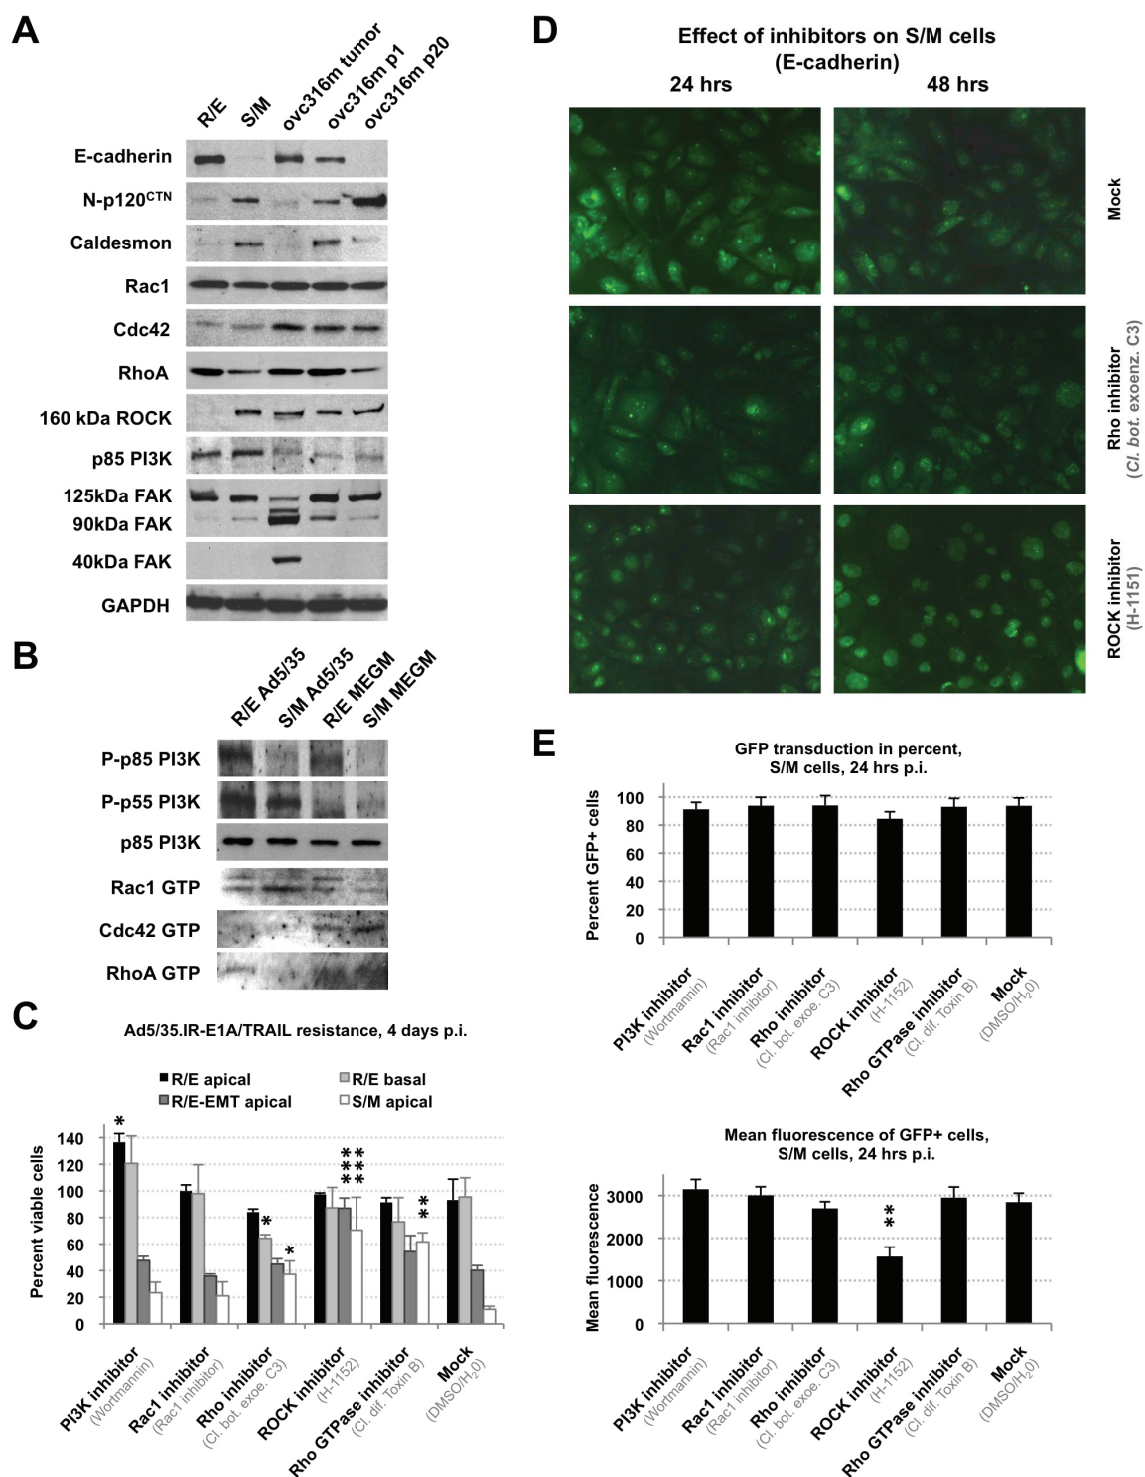 A
R/E
S/M
ovc316m tumor
ovc316m p1
ovc316m p20
E-cadherin
N-p120CTN
Caldesmon
Rac1
Cdc42
RhoA
160 kDa ROCK
p85 PI3K
125kDa FAK
90kDa FAK
40kDa FAK
GAPDH
B
R/E Ad5/35
S/M Ad5/35
R/E MEGM
S/M MEGM
P-p85 PI3K
P-p55 PI3K
p85 PI3K
Rac1 GTP
Cdc42 GTP
RhoA GTP
C
Ad5/35.IR-E1A/TRAIL resistance, 4 days p.i.
R/E apical
R/E basal
R/E-EMT apical
S/M apical
Percent viable cells
140
120
100
80
60
40
20
0
*
*
*
***
***
**
PI3K inhibitor
(Wortmannin)
Rac1 inhibitor
(Rac1 inhibitor)
Rho inhibitor
(Cl. bot. exoe. C3)
ROCK inhibitor
(H-1152)
Rho GTPase inhibitor
(Cl. dif. Toxin B)
Mock
(DMSO/H20)
D
Effect of inhibitors on S/M cells
(E-cadherin)
24 hrs
48 hrs
Mock
Rho inhibitor
(Cl. bot. exoenz. C3)
ROCK inhibitor
(H-1151)
E
GFP transduction in percent,
S/M cells, 24 hrs p.i.
Percent GFP+ cells
100
80
60
40
20
0
PI3K inhibitor
(Wortmannin)
Rac1 inhibitor
(Rac1 inhibitor)
Rho inhibitor
(Cl. bot. exoe. C3)
ROCK inhibitor
(H-1152)
Rho GTPase inhibitor
(Cl. dif. Toxin B)
Mock
(DMSO/H20)
Mean fluorescence of GFP+ cells,
S/M cells, 24 hrs p.i.
Mean fluorescence
3000
2000
1000
0
**
PI3K inhibitor
(Wortmannin)
Rac1 inhibitor
(Rac1 inhibitor)
Rho inhibitor
(Cl. bot. exoe. C3)
ROCK inhibitor
(H-1152)
Rho GTPase inhibitor
(Cl. dif. Toxin B)
Mock
(DMSO/H20)